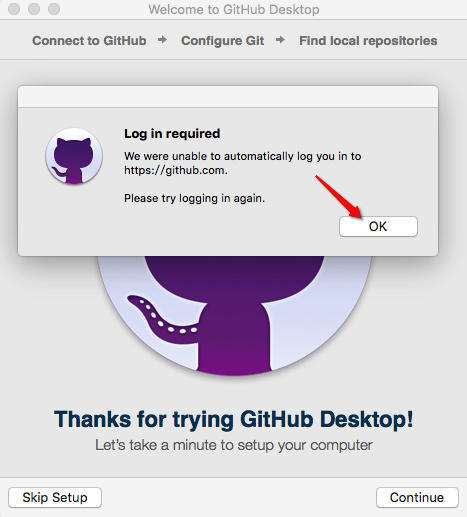 Welcome to GitHub Desktop
Connect to GitHub → Configure Git → Find local repositories
Log in required
We were unable to automatically log you in to
https://github.com.
Please try logging in again.
OK
Thanks for trying GitHub Desktop!
Let's take a minute to setup your computer
Skip Setup
Continue